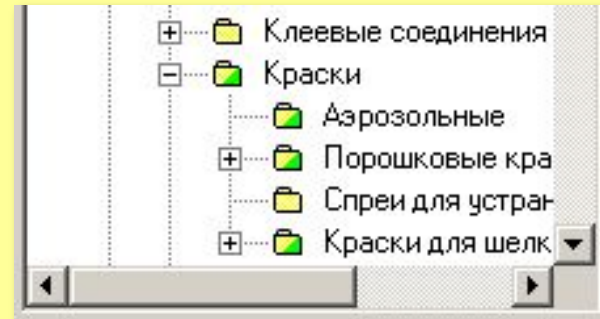 Клеевые соединения
Краски
Аэрозольные
Порошковые кра
Спреи для устран
Краски для шелк